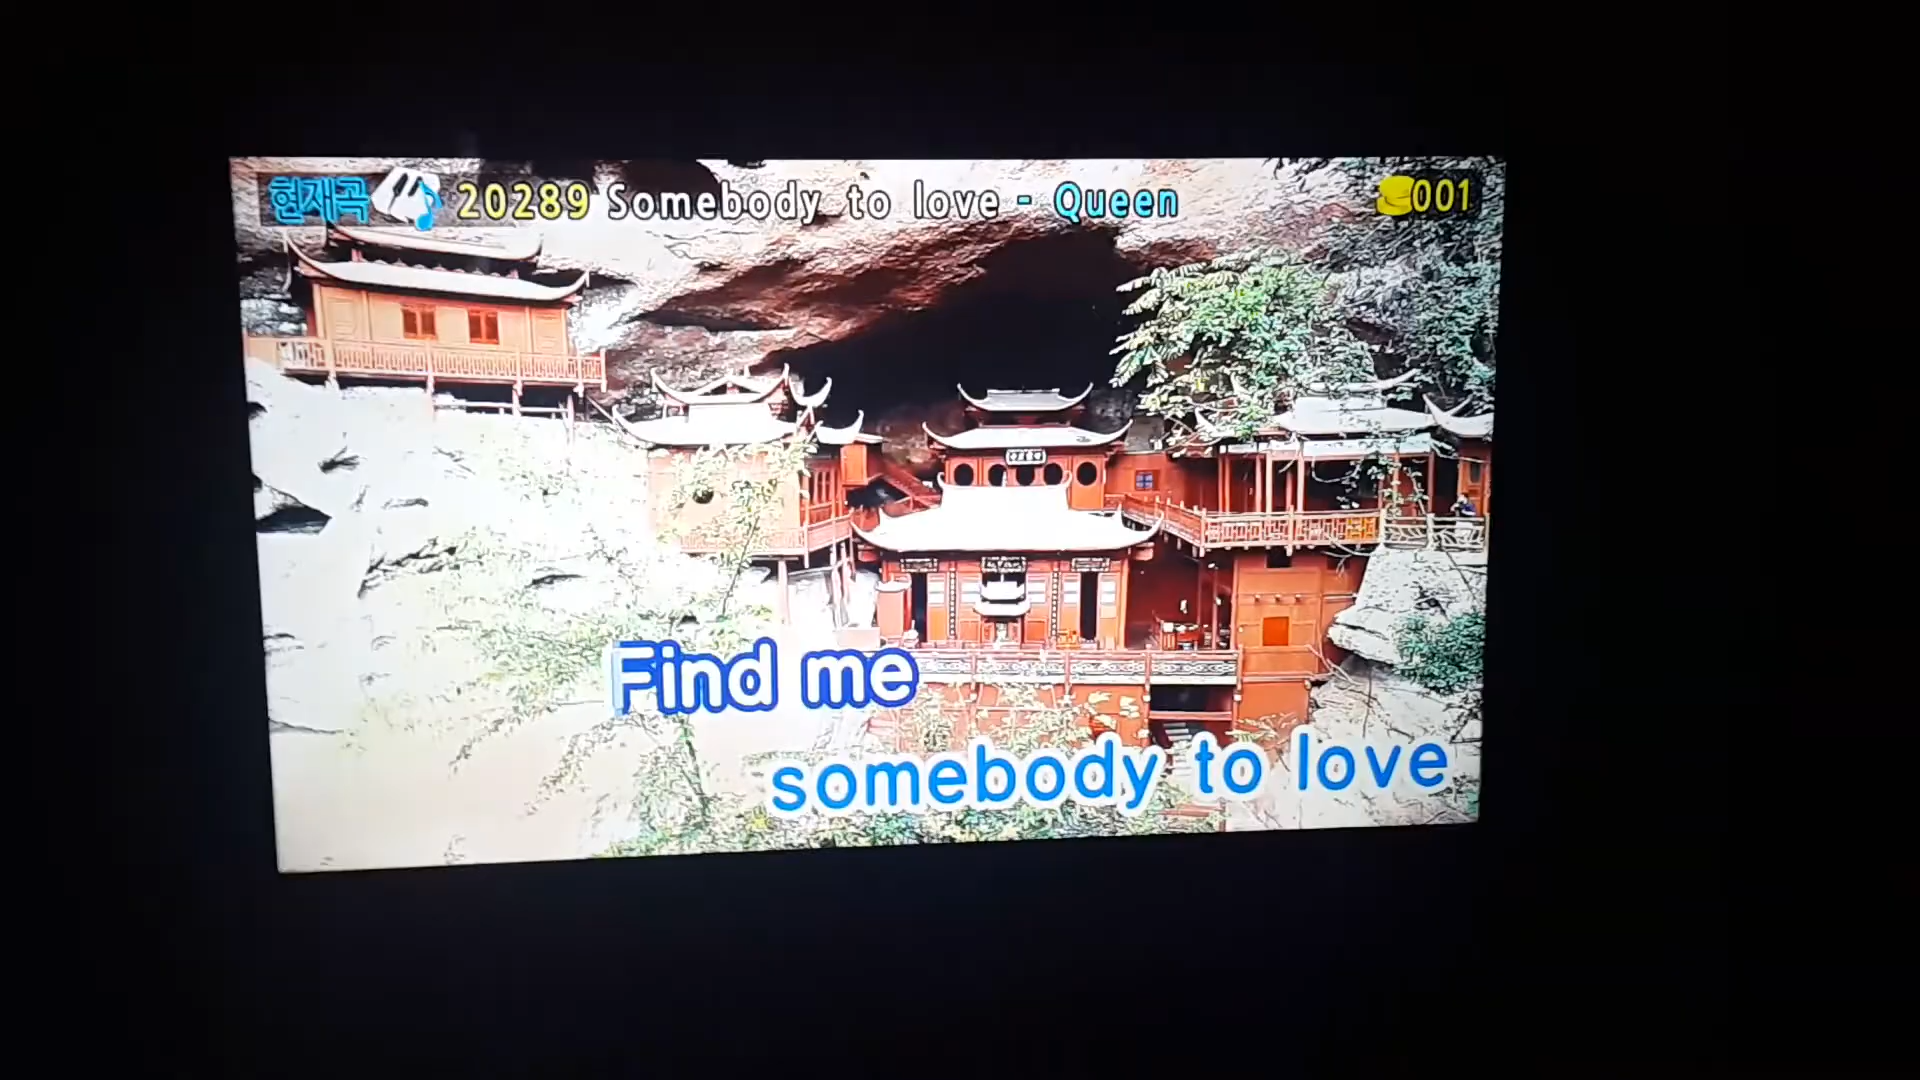 현재곡 20289 Somebody to love - Queen 001
Find me
somebody to love